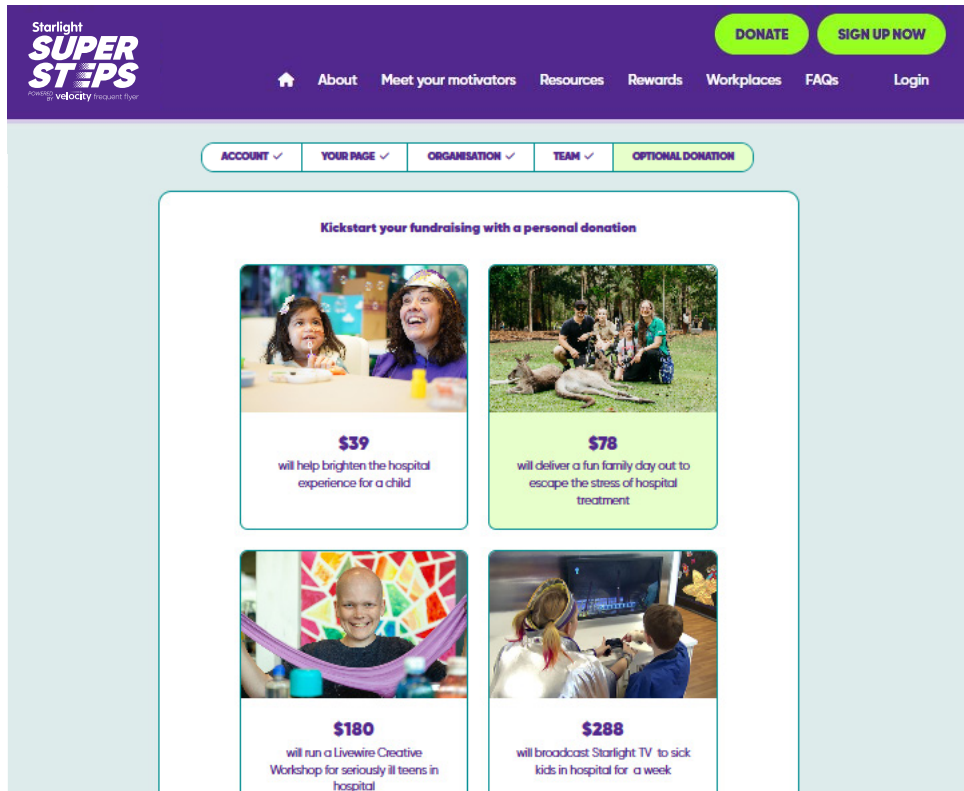 Starlight
SUPER
STEPS
POWERED BY velocity frequent flyer
DONATE
SIGN UP NOW
About
Meet your motivators
Resources
Rewards
Workplaces
FAQs
Login
ACCOUNT
YOUR PAGE
ORGANISATION
TEAM
OPTIONAL DONATION
Kickstart your fundraising with a personal donation
$39
will help brighten the hospital
experience for a child
$78
will deliver a fun family day out to
escape the stress of hospital
treatment
$180
will run a Livewire Creative
Workshop for seriously ill teens in
hospital
$288
will broadcast Starlight TV to sick
kids in hospital for a week